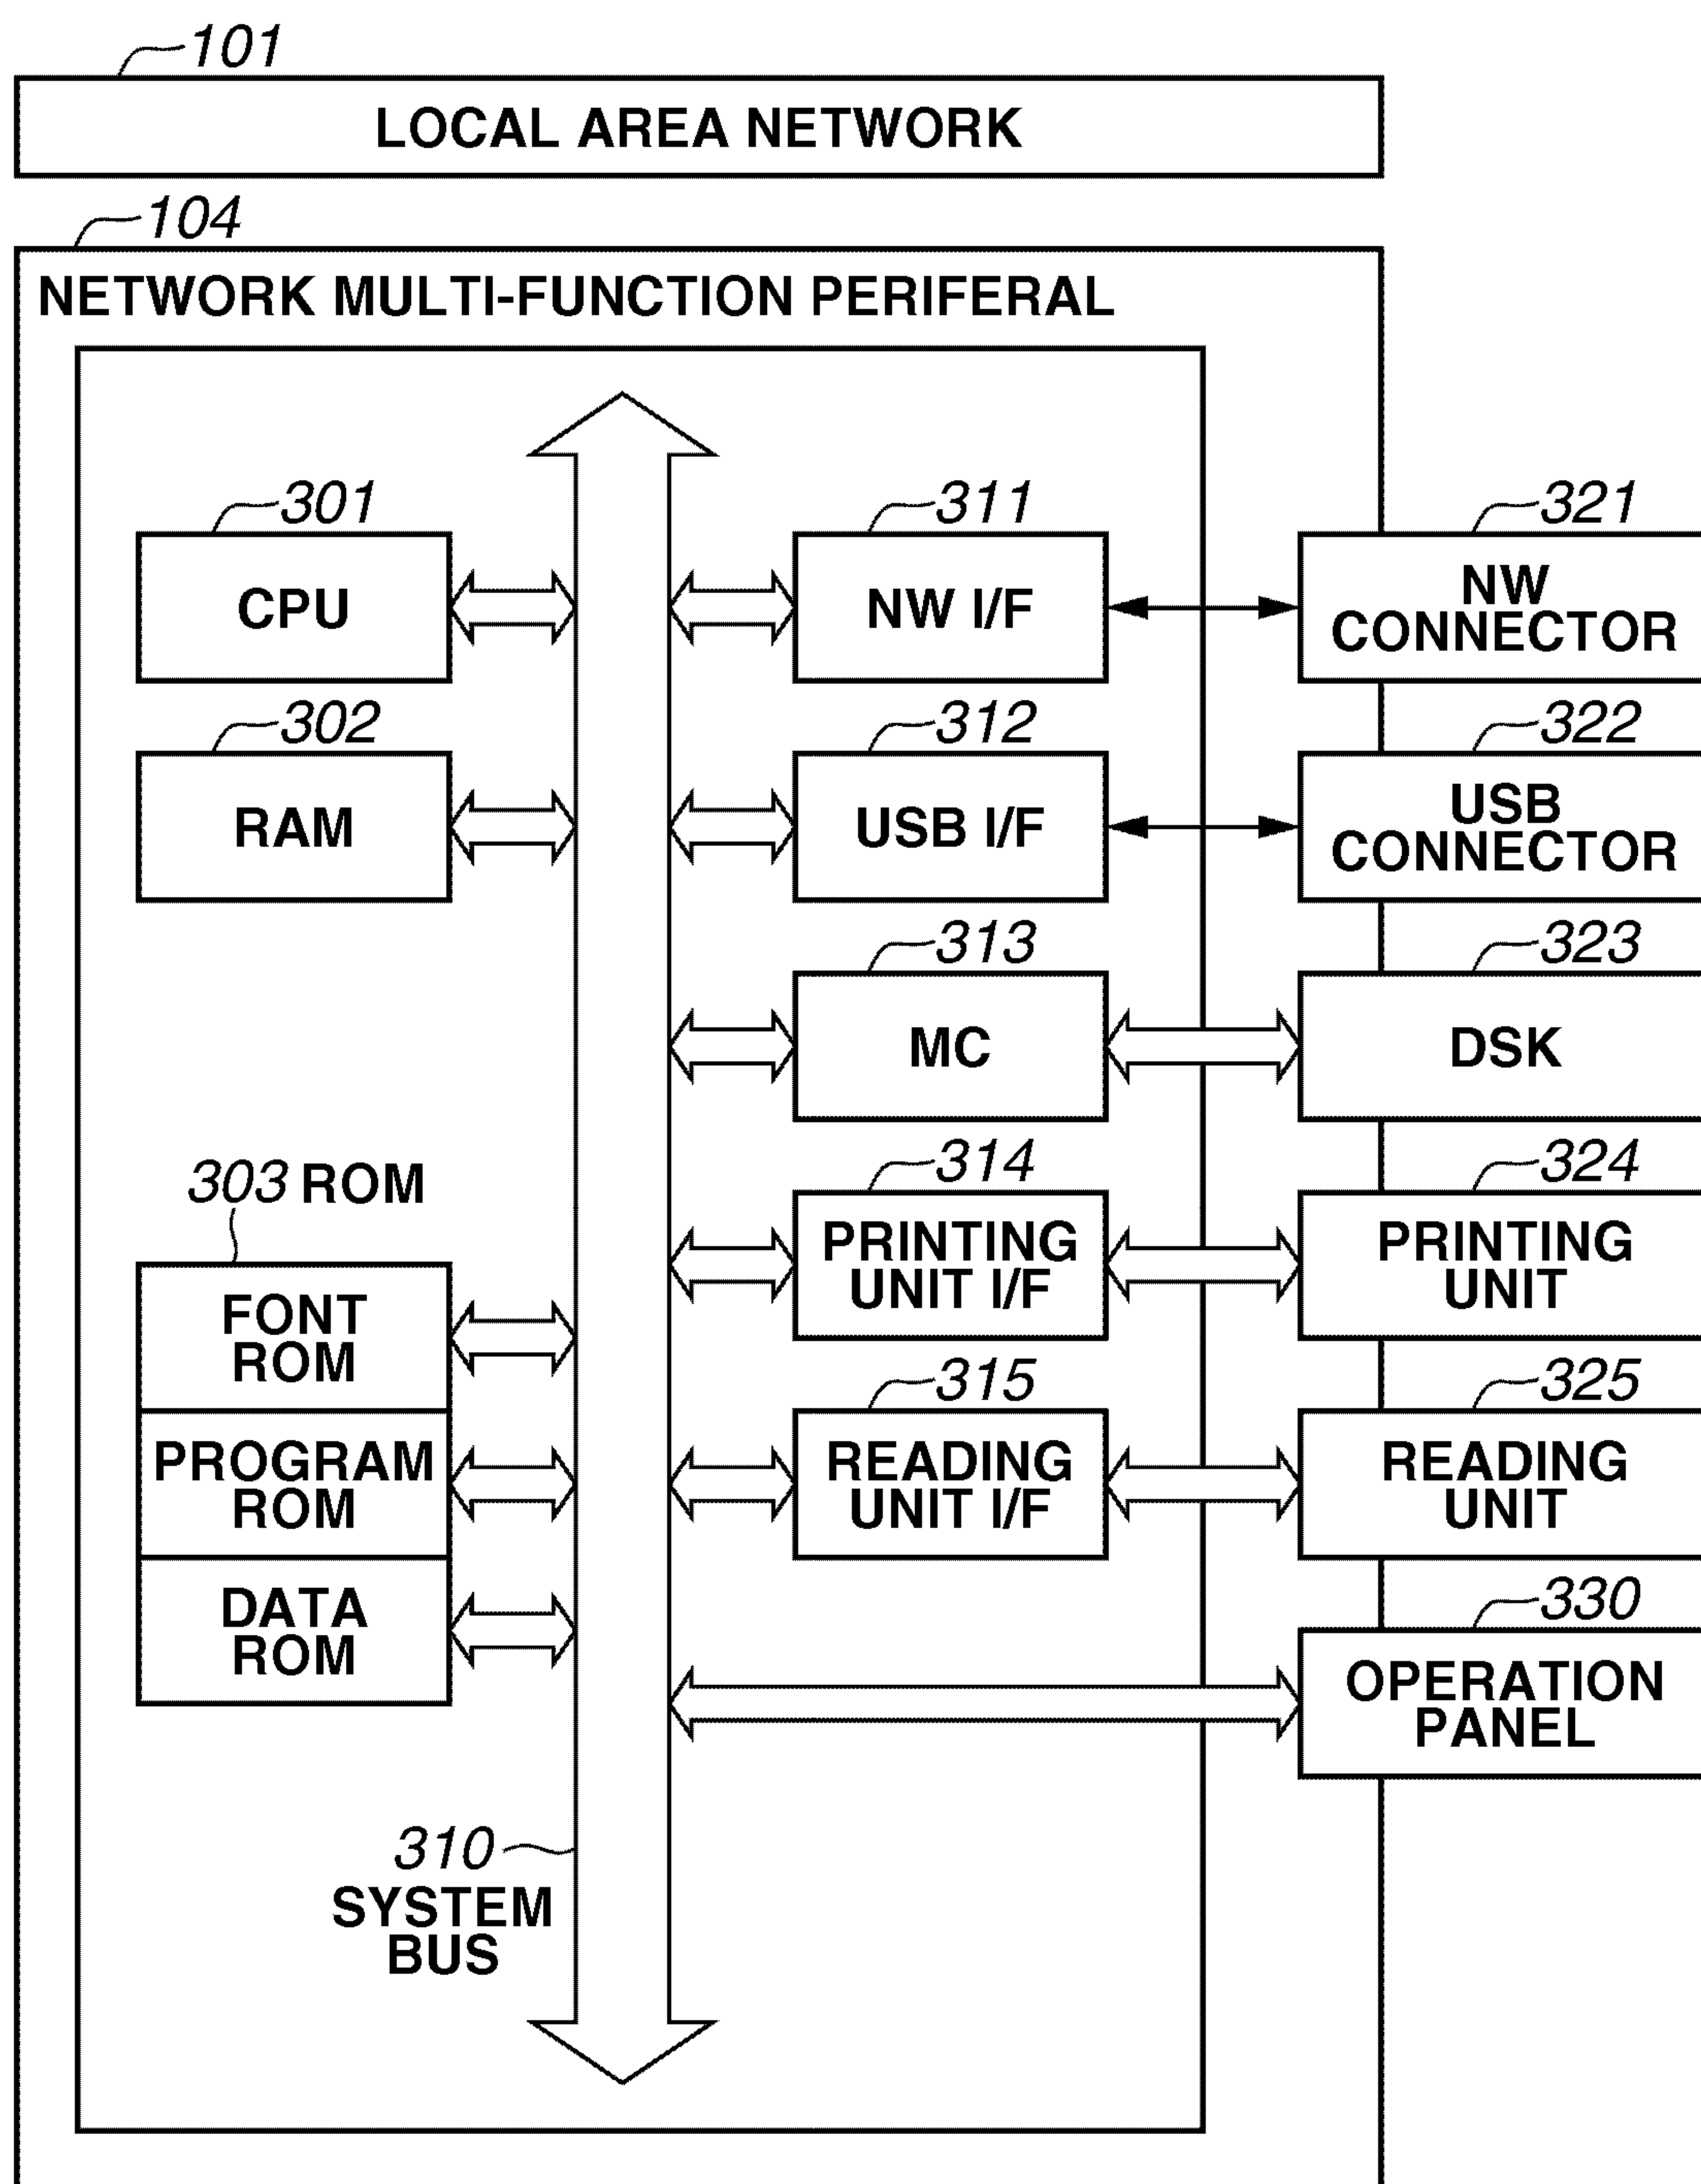 101
LOCAL AREA NETWORK
104
NETWORK MULTI-FUNCTION PERIFERAL
301
CPU
311
NW I/F
321
NW
CONNECTOR
302
RAM
312
USB I/F
322
USB
CONNECTOR
313
MC
323
DSK
303 ROM
FONT
ROM
PROGRAM
ROM
DATA
ROM
314
PRINTING
UNIT I/F
324
PRINTING
UNIT
315
READING
UNIT I/F
325
READING
UNIT
330
OPERATION
PANEL
310
SYSTEM
BUS